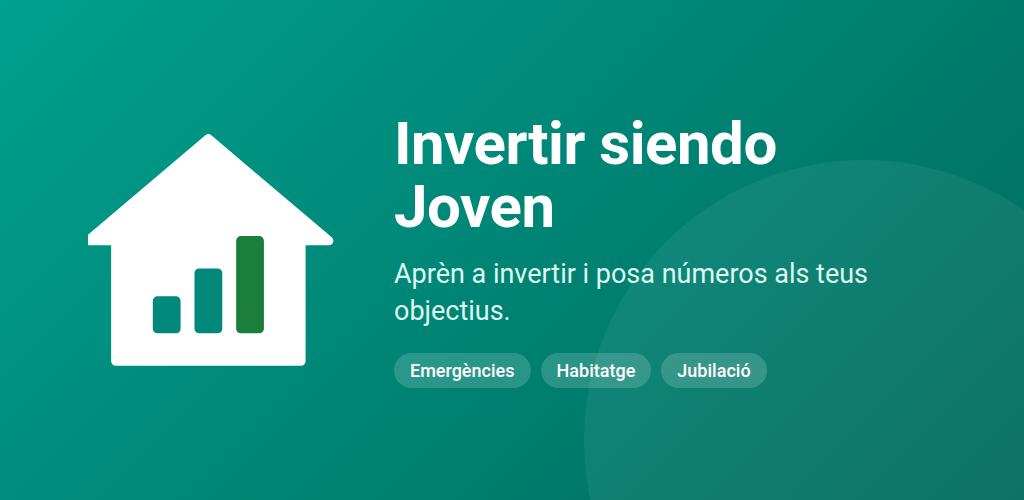 Invertir siendo
Joven
Aprèn a invertir i posa números als teus
objectius.
Emergències Habitatge Jubilació